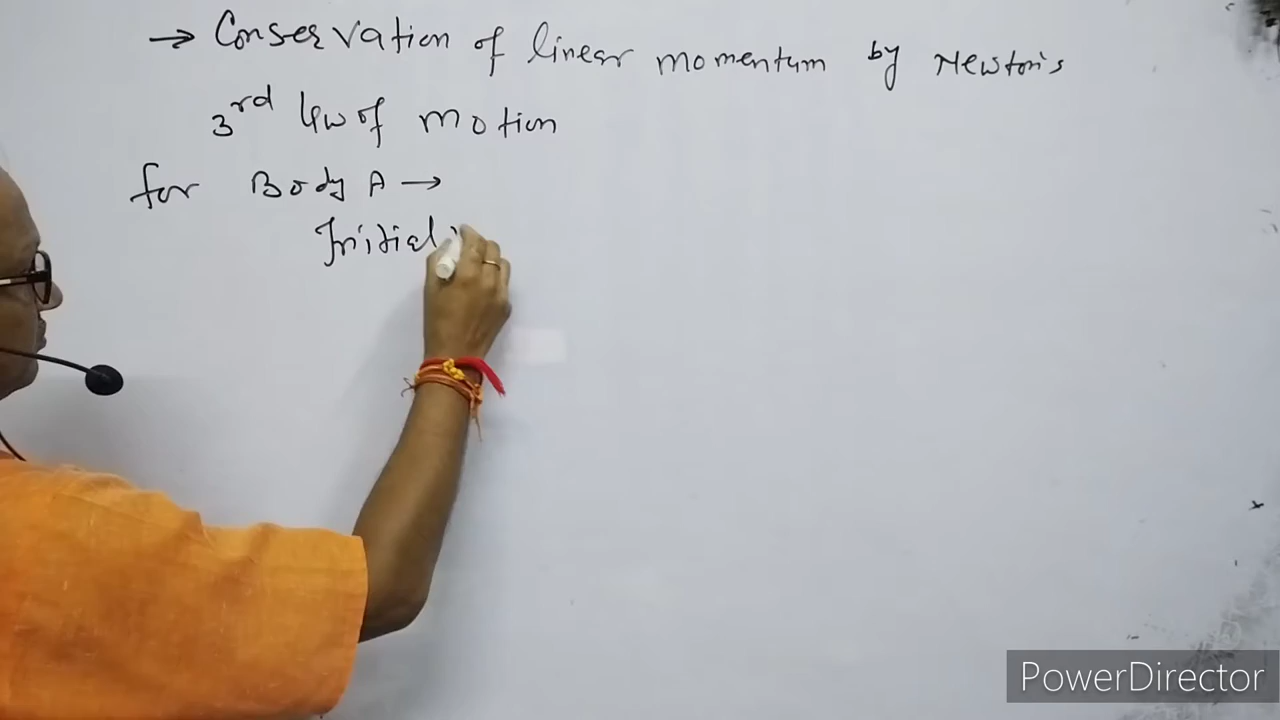 → Conservation of linear momentum by Newton's
3rd law of motion
for Body A →
Initial
PowerDirector